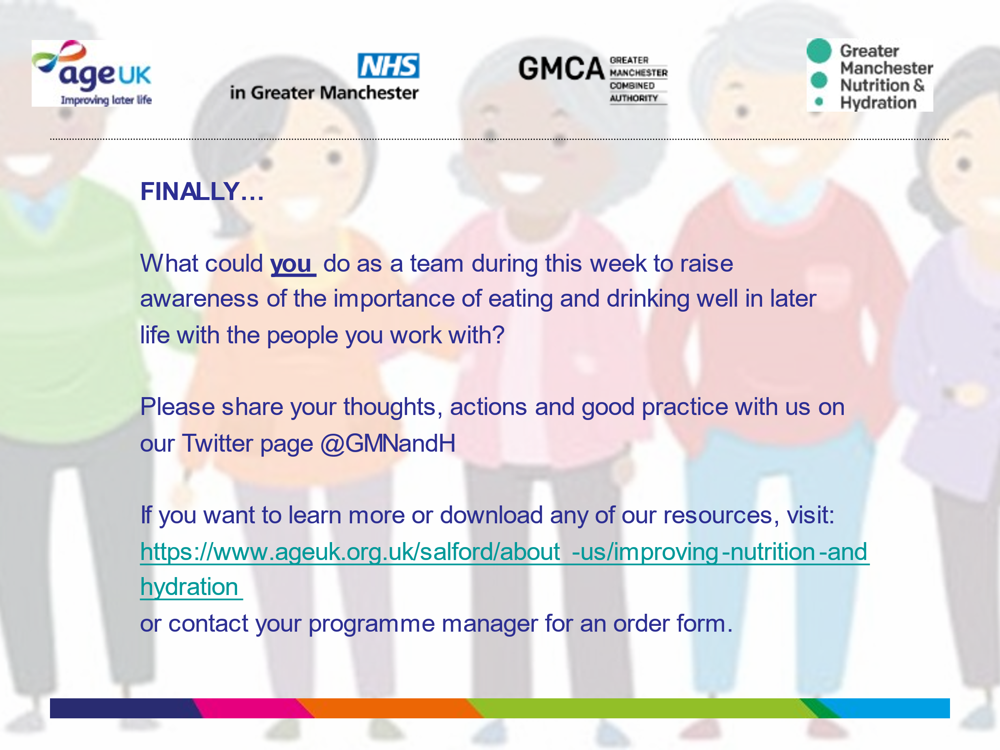 age UK
Improving later life
NHS
in Greater Manchester
GMCA
GREATER
MANCHESTER
COMBINED
AUTHORITY
Greater
Manchester
Nutrition &
Hydration
FINALLY…
What could you do as a team during this week to raise
awareness of the importance of eating and drinking well in later
life with the people you work with?
Please share your thoughts, actions and good practice with us on
our Twitter page @GMNandH
If you want to learn more or download any of our resources, visit:
https://www.ageuk.org.uk/salford/about -us/improving-nutrition-and
hydration
or contact your programme manager for an order form.